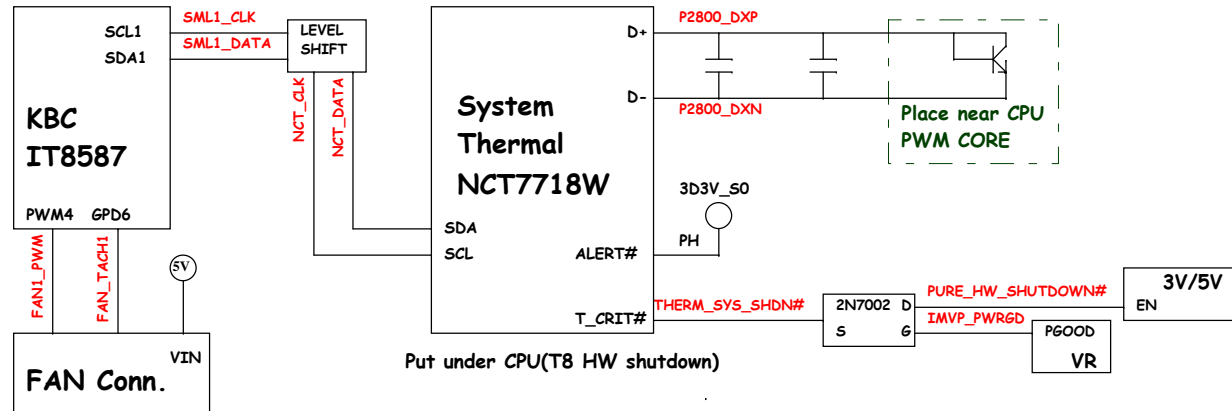 SML1_CLK
SCL1
SML1_DATA
SDA1
KBC
IT8587
PWM4 GPD6
LEVEL
SHIFT
NCT_CLK
NCT_DATA
FAN1_PWM
FAN_TACH1
5V
VIN
FAN Conn.
System
Thermal
NCT7718W
D+
D-
SDA
SCL
ALERT#
T_CRIT#
P2800_DXP
P2800_DXN
Place near CPU
PWM CORE
3D3V_S0
PH
THERM_SYS_SHDN#
2N7002 D
S G
PURE_HW_SHUTDOWN#
IMVP_PWRGD
3V/5V
EN
PGOOD
VR
Put under CPU(T8 HW shutdown)